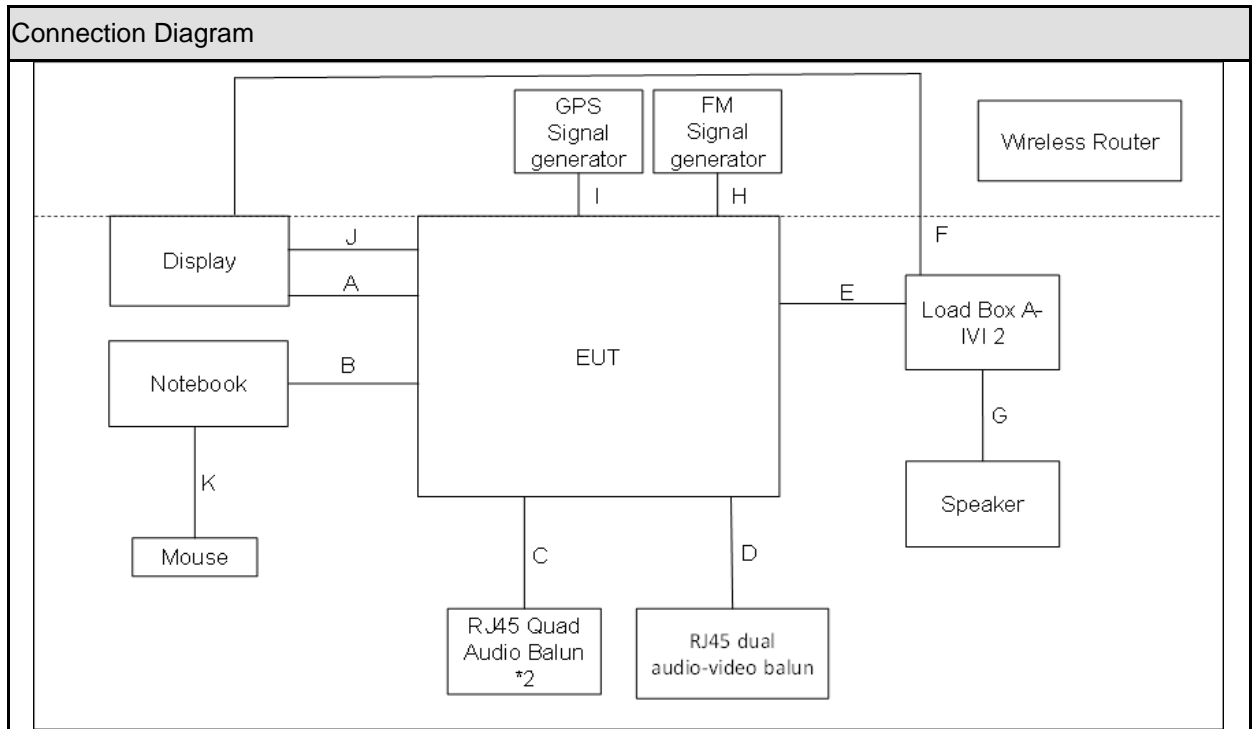 Connection Diagram
GPS
Signal
generator
FM
Signal
generator
Wireless Router
I
H
F
Display
J
A
E
Load Box A-
IVI 2
EUT
Notebook
B
G
K
Speaker
Mouse
C
D
RJ45 Quad
Audio Balun
*2
RJ45 dual
audio-video balun